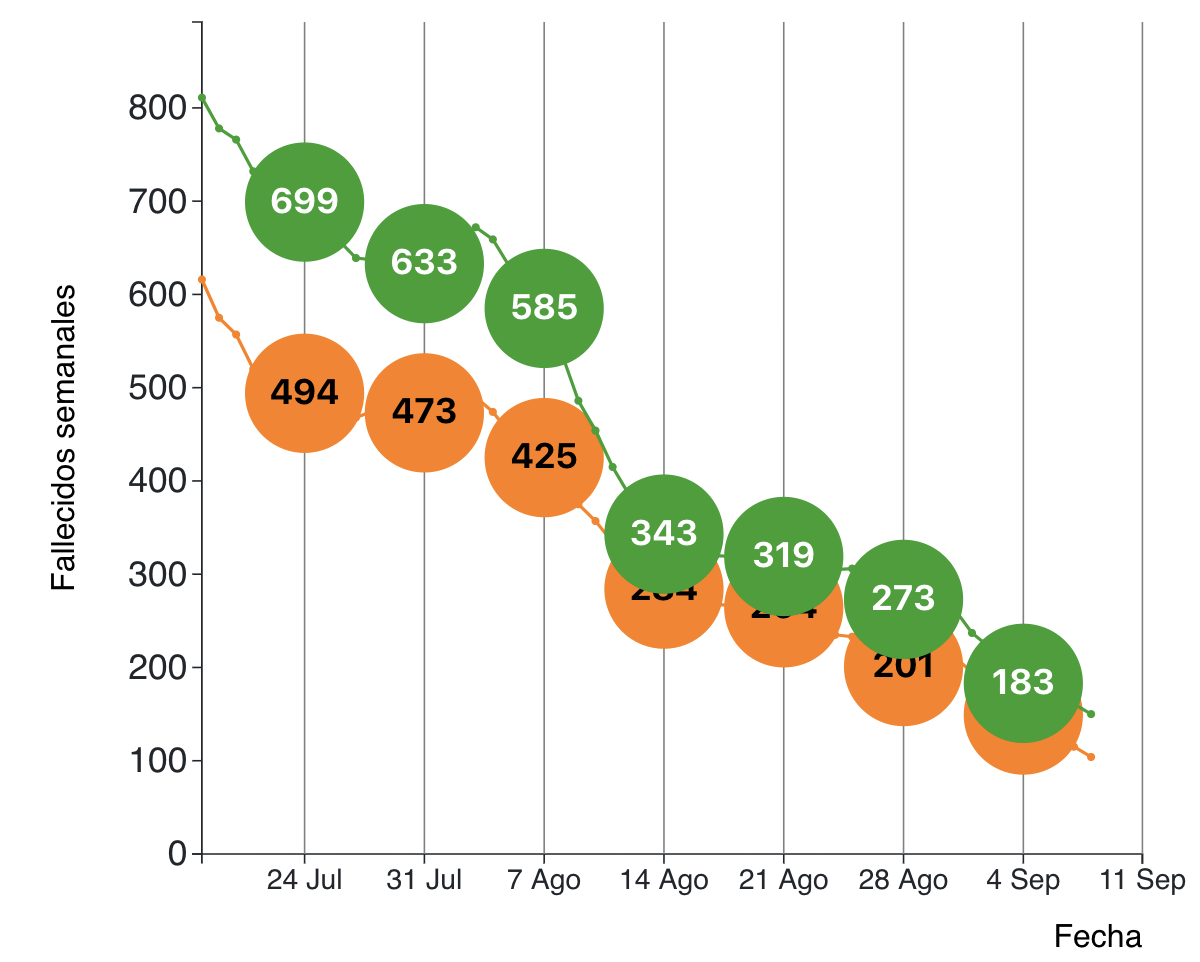 Fallecidos semanales
800
700
600
500
400
300
200
100
0
699
633
585
494
473
425
343
319
273
201
183
24 Jul
31 Jul
7 Ago
14 Ago
21 Ago
28 Ago
4 Sep
11 Sep
Fecha